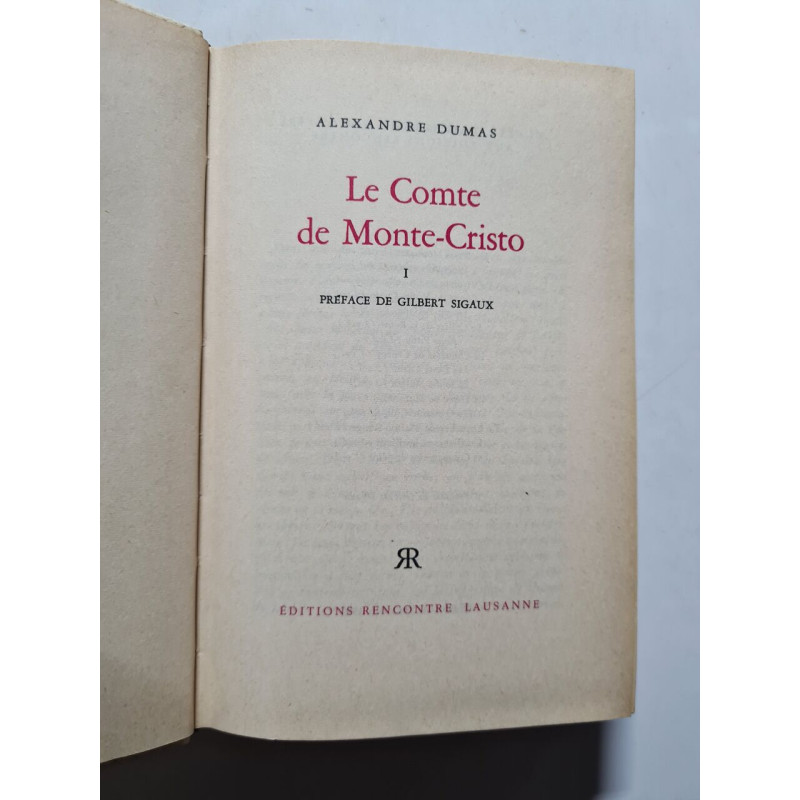 ALEXANDRE DUMAS
Le Comte
de Monte-Cristo
I
PRÉFACE DE GILBERT SIGAUX
RR
ÉDITIONS RENCONTRE LAUSANNE